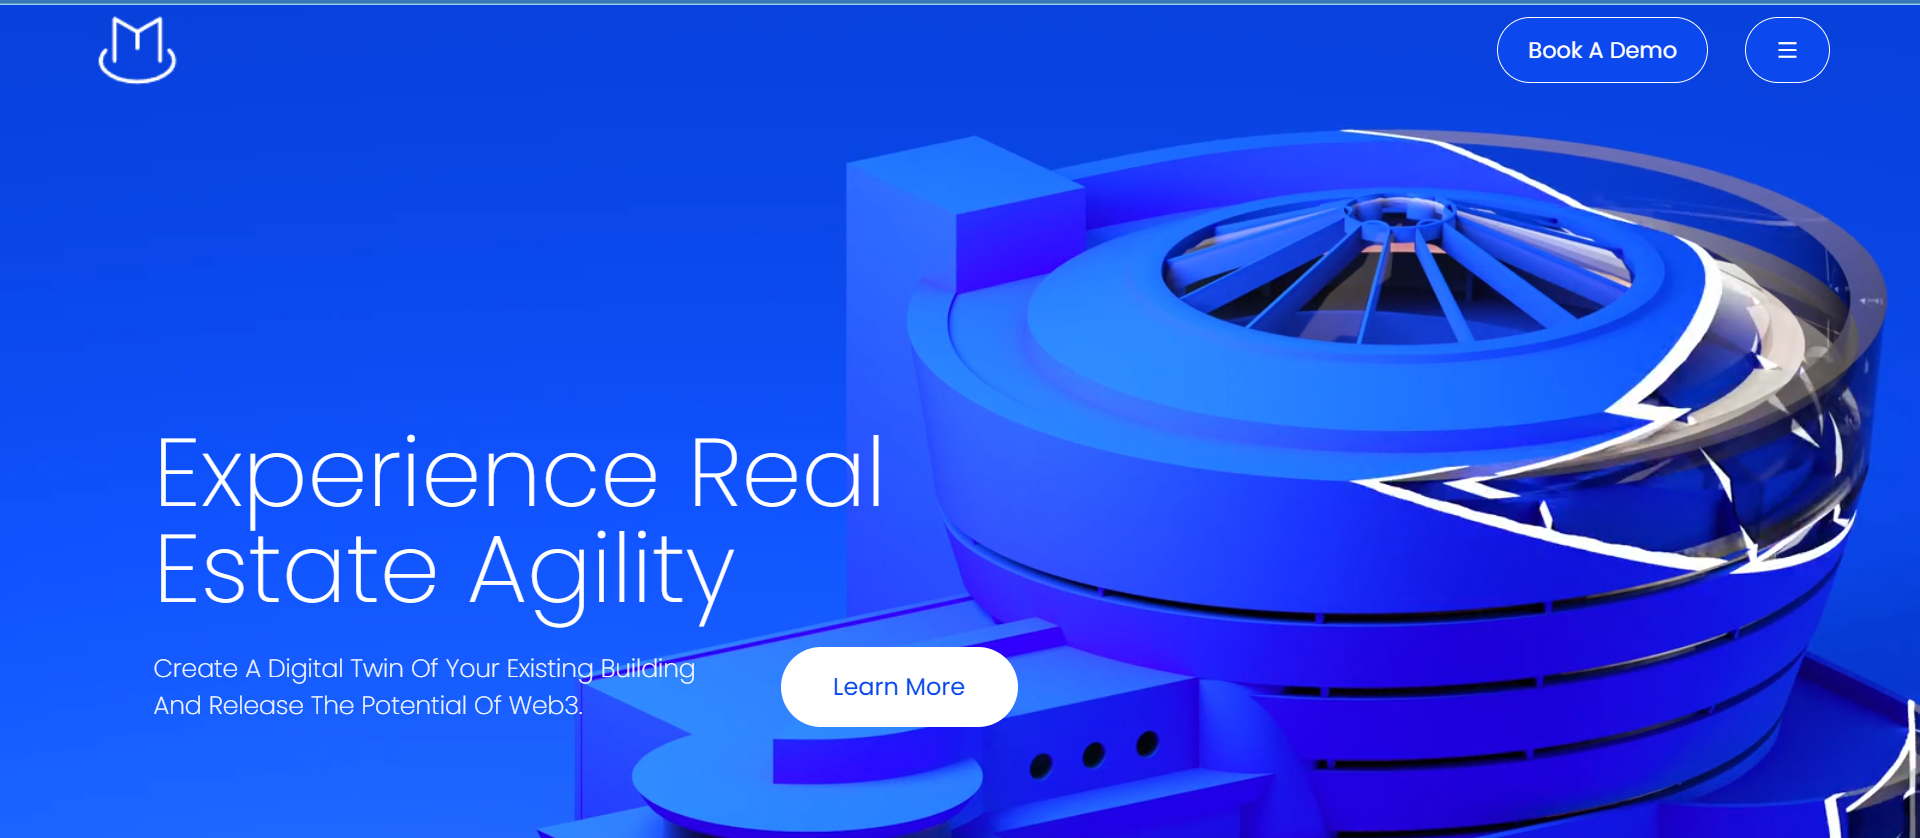 Book A Demo
Experience Real
Estate Agility
Create A Digital Twin Of Your Existing Building
And Release The Potential Of Web3.
Learn More